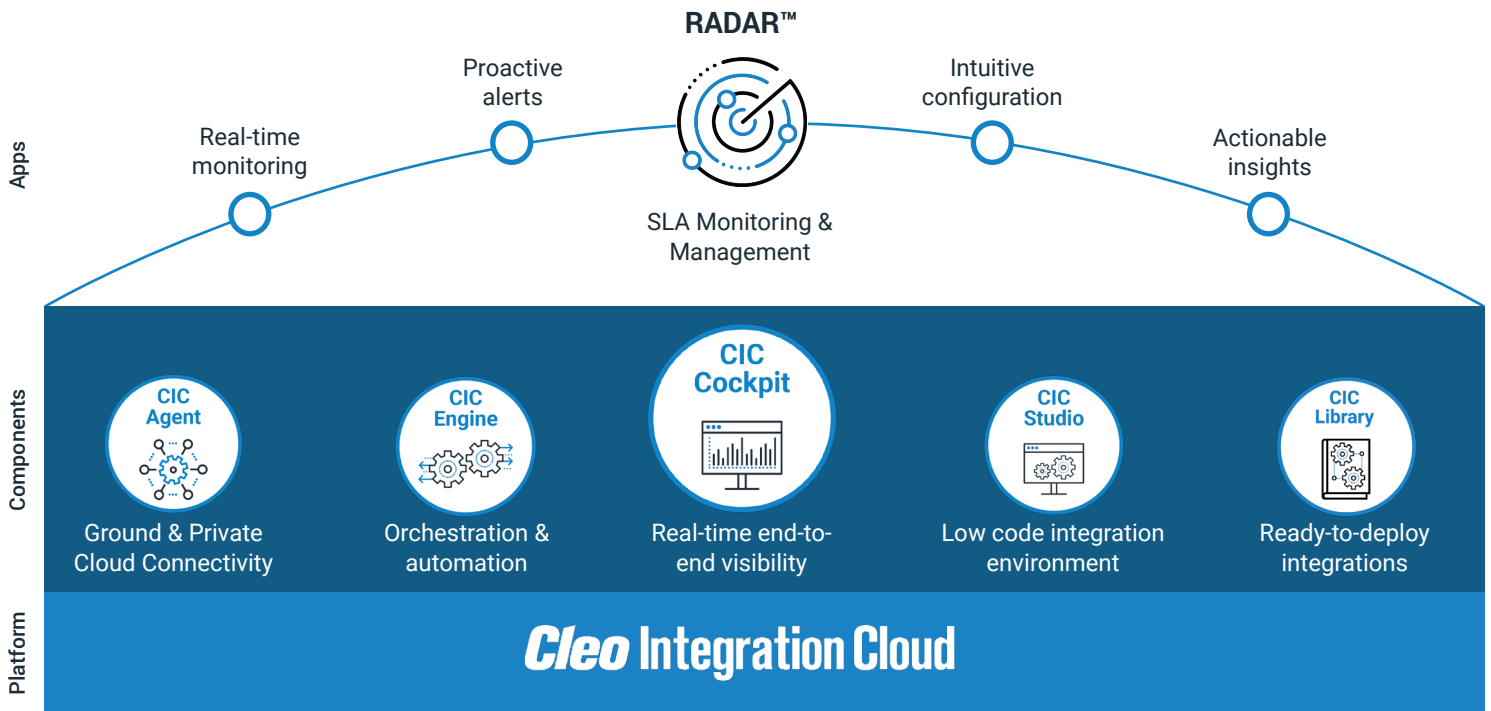 RADAR™
Proactive
alerts
Intuitive
configuration
Real-time
monitoring
Actionable
insights
SLA Monitoring &
Management
Apps
CIC
Agent
Ground & Private
Cloud Connectivity
CIC
Engine
Orchestration &
automation
CIC
Cockpit
Real-time end-to-
end visibility
CIC
Studio
Low code integration
environment
CIC
Library
Ready-to-deploy
integrations
Components
Cleo Integration Cloud
Platform